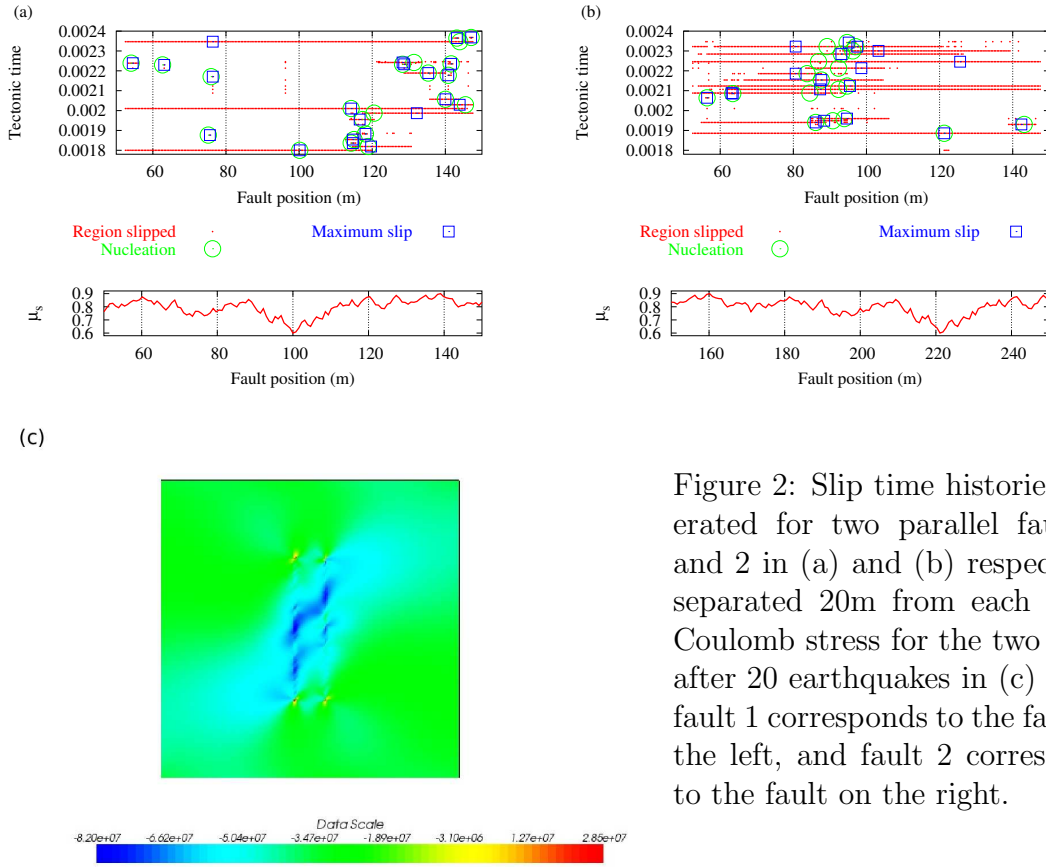 (a)
0.0024
0.0023
0.0022
0.0021
0.002
0.0019
0.0018
Tectonic time
60 80 100 120 140
Fault position (m)
Region slipped
Nucleation
Maximum slip
0.9
0.8
0.7
0.6
μs
60 80 100 120 140
Fault position (m)
(b)
0.0024
0.0023
0.0022
0.0021
0.002
0.0019
0.0018
Tectonic time
60 80 100 120 140
Fault position (m)
Region slipped
Nucleation
Maximum slip
0.9
0.8
0.7
0.6
μs
160 180 200 220 240
Fault position (m)
(c)
Data Scale
-8.20e+07 -6.62e+07 -5.04e+07 -3.47e+07 -1.89e+07 -3.10e+06 1.27e+07 2.85e+07
Figure 2: Slip time historie
erated for two parallel fau
and 2 in (a) and (b) respec
separated 20m from each
Coulomb stress for the two
after 20 earthquakes in (c)
fault 1 corresponds to the fa
the left, and fault 2 corres
to the fault on the right.